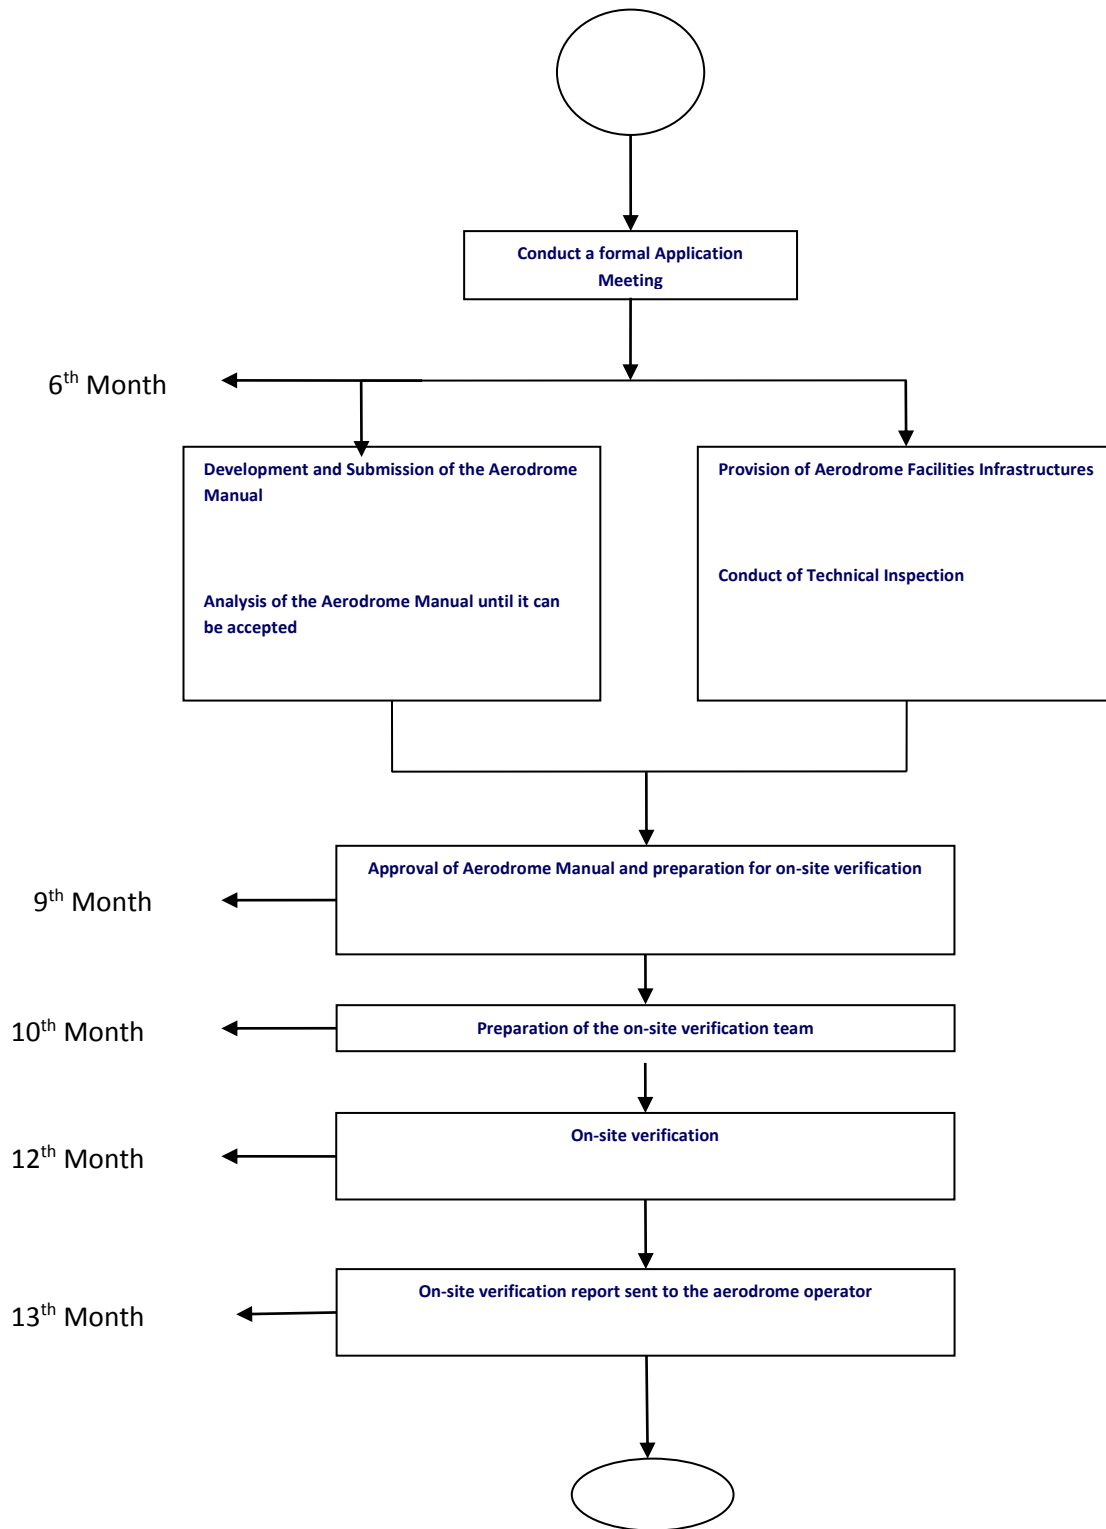 Conduct a formal Application
Meeting
6th Month
Development and Submission of the Aerodrome
Manual
Analysis of the Aerodrome Manual until it can
be accepted
Provision of Aerodrome Facilities Infrastructures
Conduct of Technical Inspection
Approval of Aerodrome Manual and preparation for on-site verification
9th Month
Preparation of the on-site verification team
10th Month
On-site verification
12th Month
On-site verification report sent to the aerodrome operator
13th Month